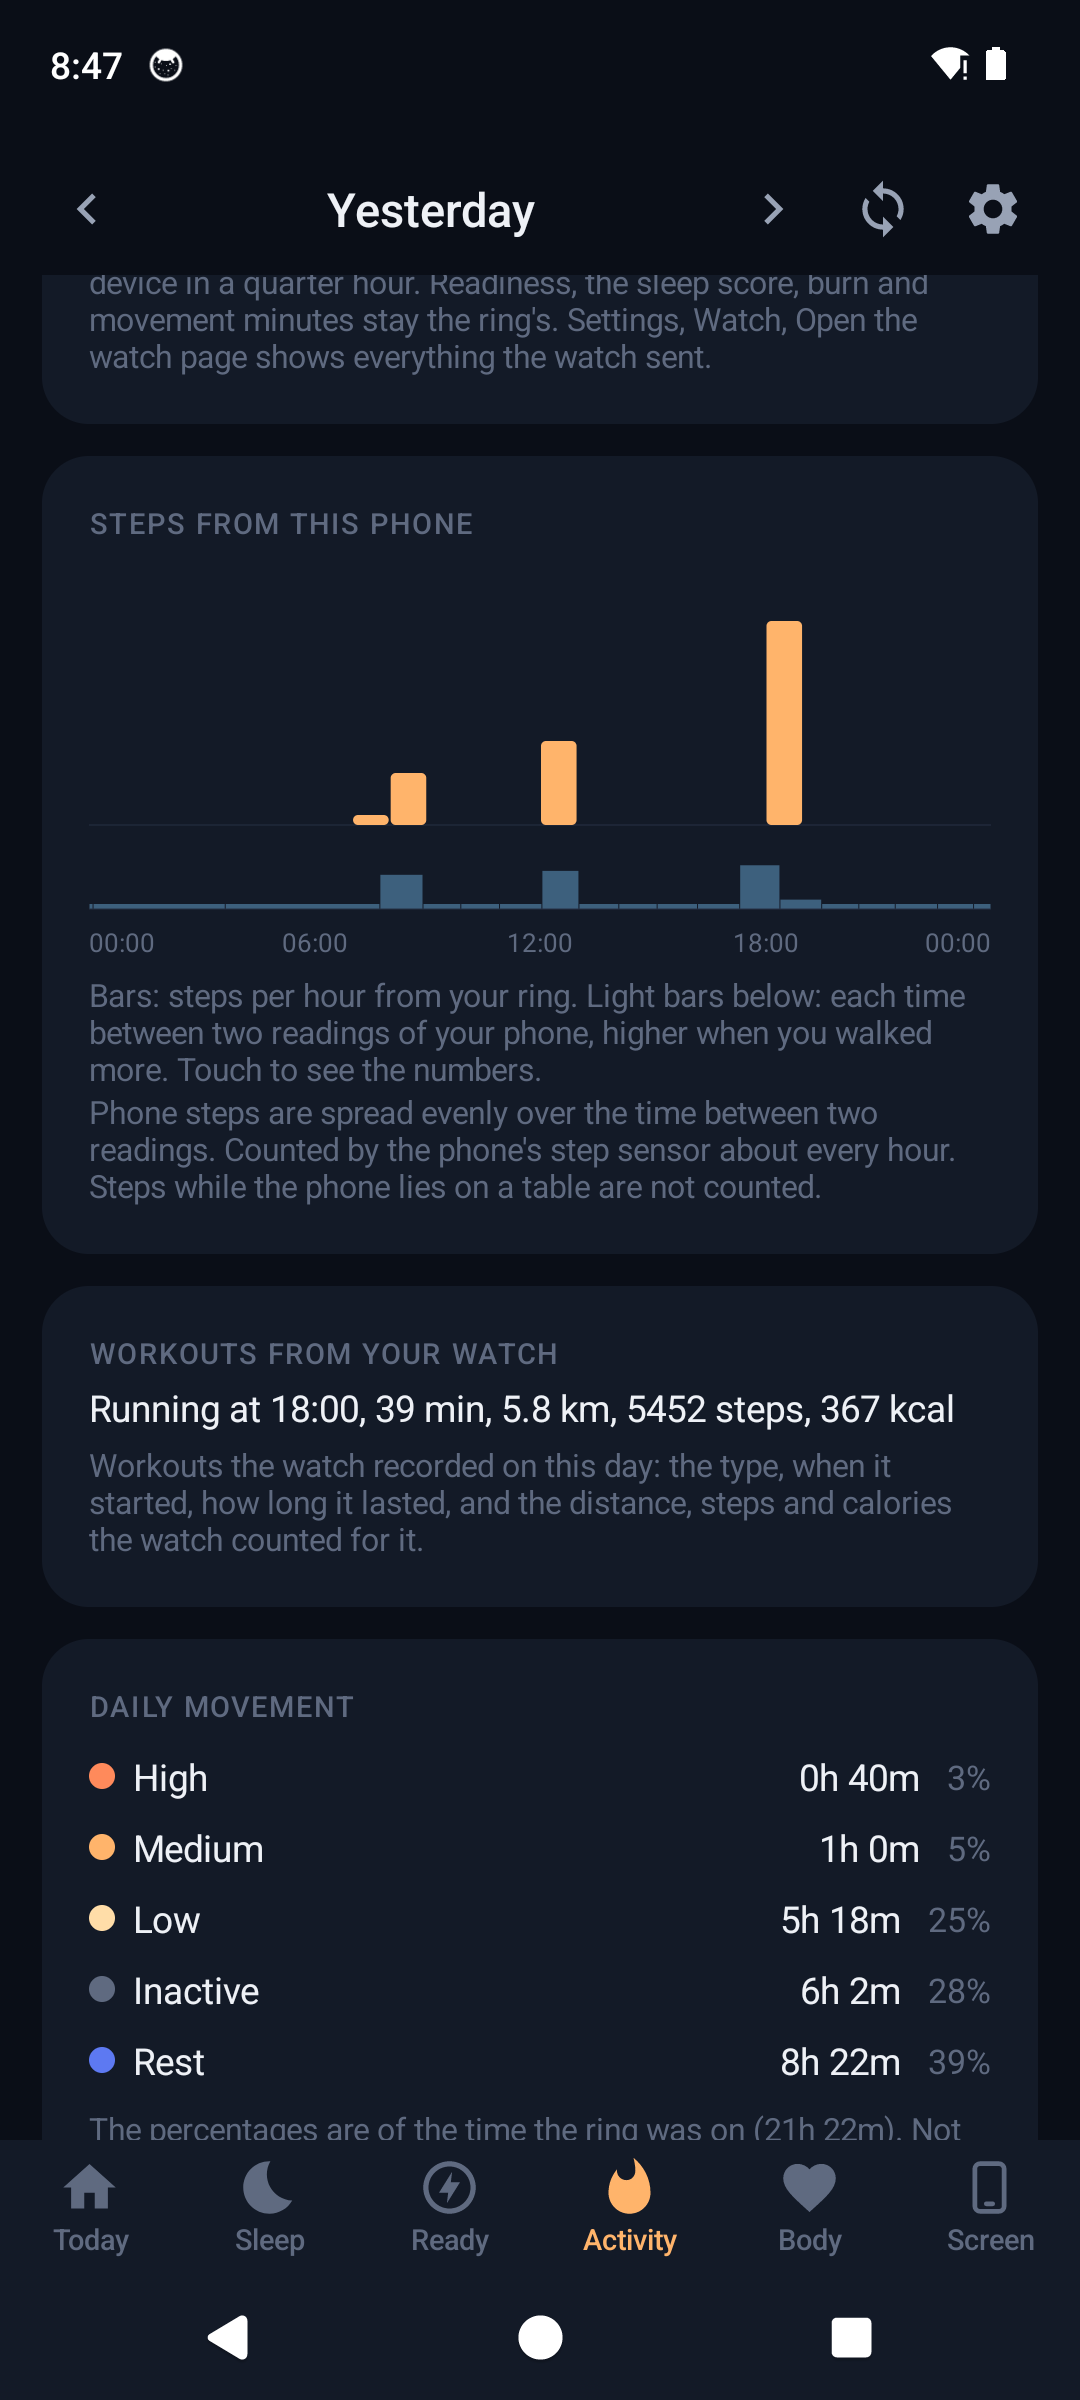 8:47
Yesterday
device in a quarter hour. Readiness, the sleep score, burn and
movement minutes stay the ring's. Settings, Watch, Open the
watch page shows everything the watch sent.
STEPS FROM THIS PHONE
00:00 06:00 12:00 18:00 00:00
Bars: steps per hour from your ring. Light bars below: each time
between two readings of your phone, higher when you walked
more. Touch to see the numbers.
Phone steps are spread evenly over the time between two
readings. Counted by the phone's step sensor about every hour.
Steps while the phone lies on a table are not counted.
WORKOUTS FROM YOUR WATCH
Running at 18:00, 39 min, 5.8 km, 5452 steps, 367 kcal
Workouts the watch recorded on this day: the type, when it
started, how long it lasted, and the distance, steps and calories
the watch counted for it.
DAILY MOVEMENT
High 0h 40m 3%
Medium 1h 0m 5%
Low 5h 18m 25%
Inactive 6h 2m 28%
Rest 8h 22m 39%
The percentages are of the time the ring was on (21h 22m). Not
Today Sleep Ready Activity Body Screen